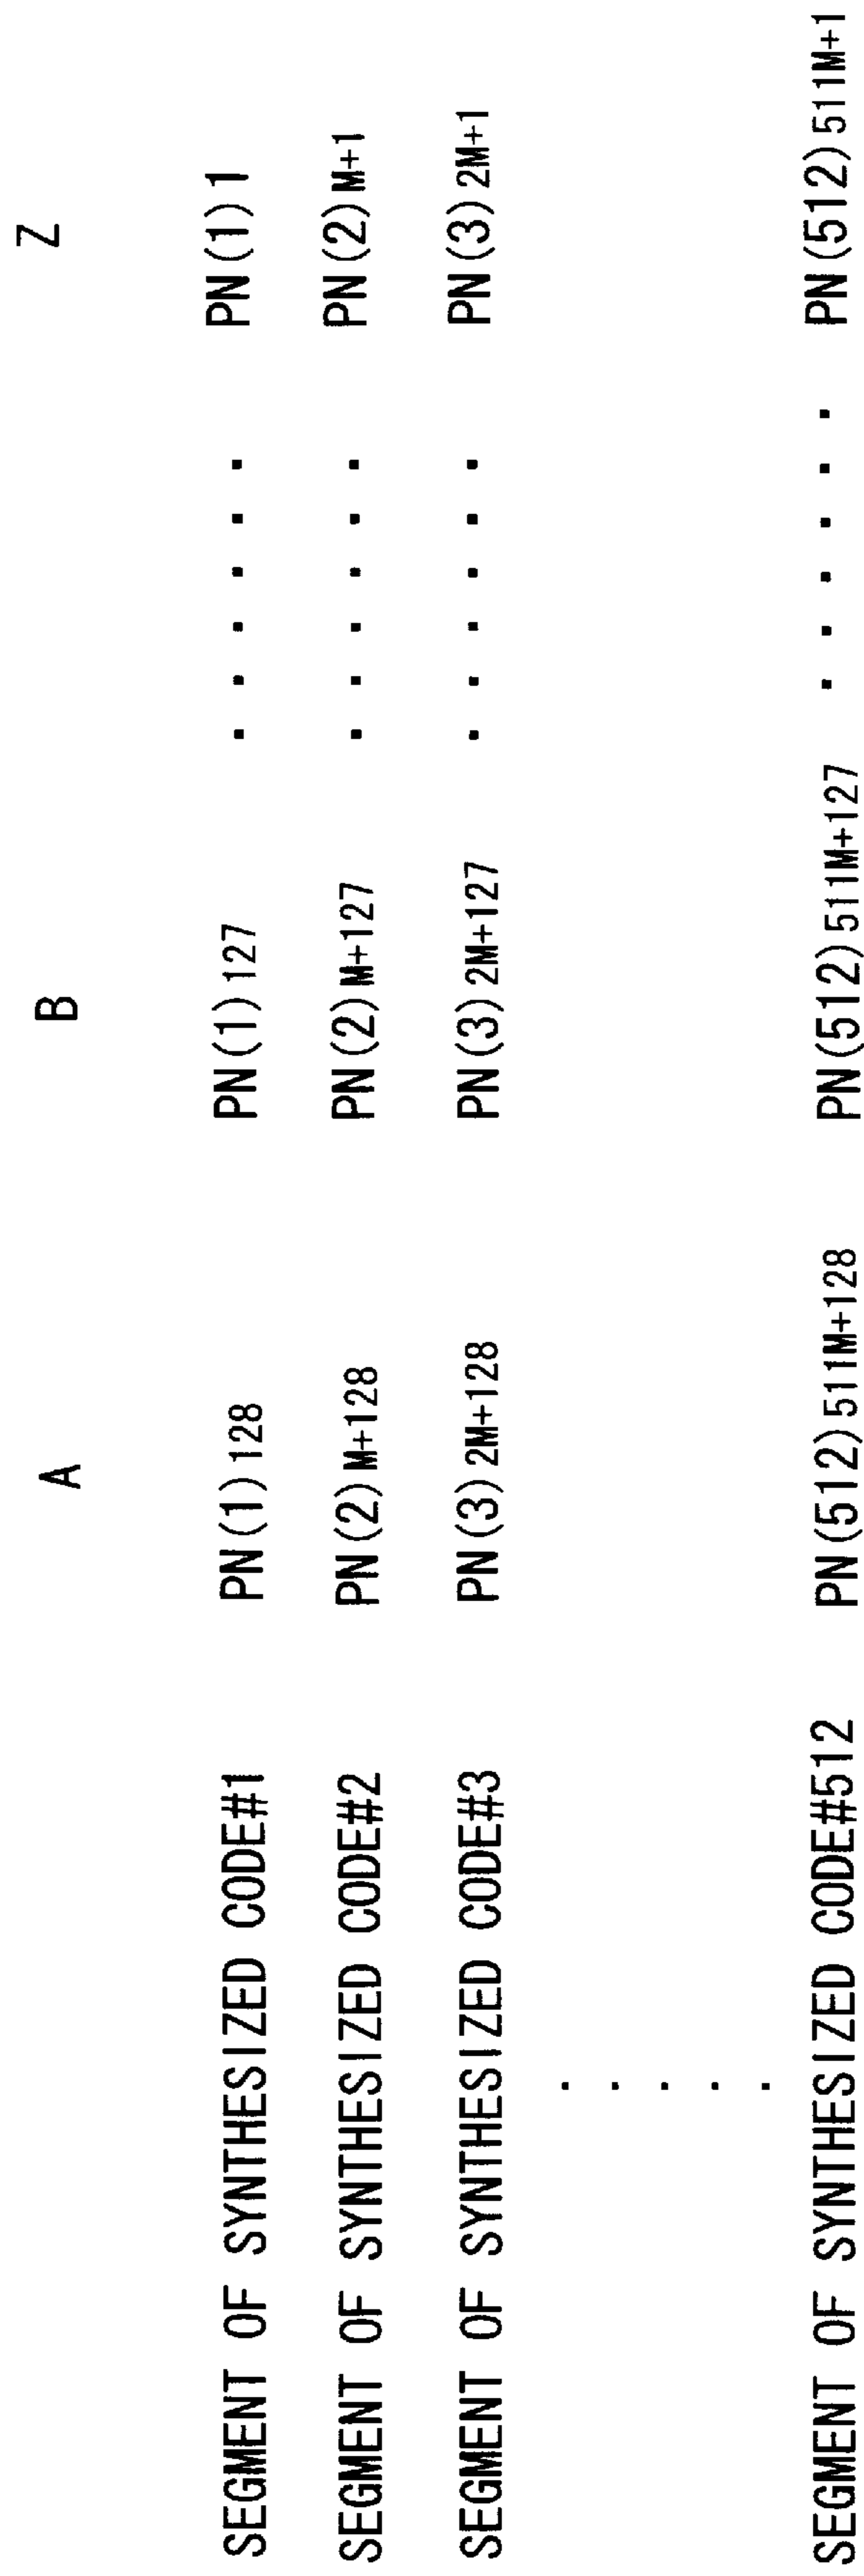 A B Z
SEGMENT OF SYNTHESIZED CODE#1 PN(1)128 PN(1)127 ...... PN(1)1
SEGMENT OF SYNTHESIZED CODE#2 PN(2)M+128 PN(2)M+127 ...... PN(2)M+1
SEGMENT OF SYNTHESIZED CODE#3 PN(3)2M+128 PN(3)2M+127 ...... PN(3)2M+1
.....
SEGMENT OF SYNTHESIZED CODE#512 PN(512)511M+128 PN(512)511M+127 ...... PN(512)511M+1